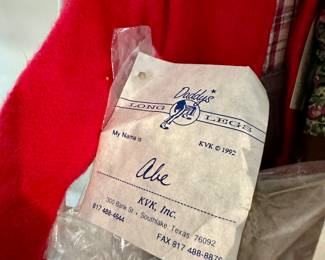 Daddys
LONG LEGS
KVK © 1992
My Name is
Abe
KVK, Inc.
300 Bank St. • Southlake, Texas 76092
817 488-4644
FAX 817 488-8876